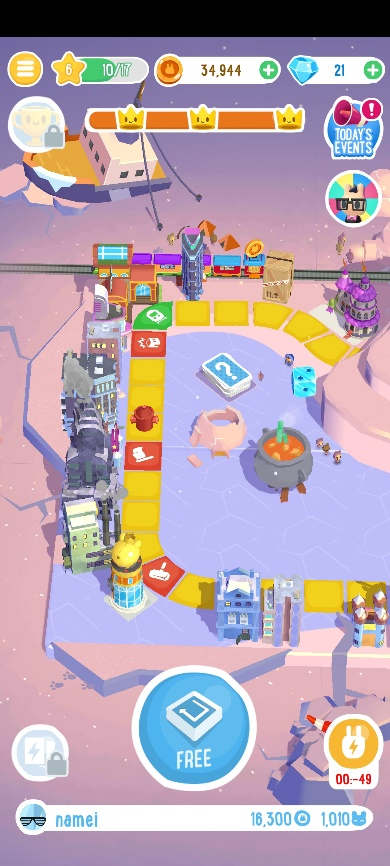 6 10/17 34,944 21
TODAY'S
EVENTS
?
FREE
00:-49
namei 16,300 1,010